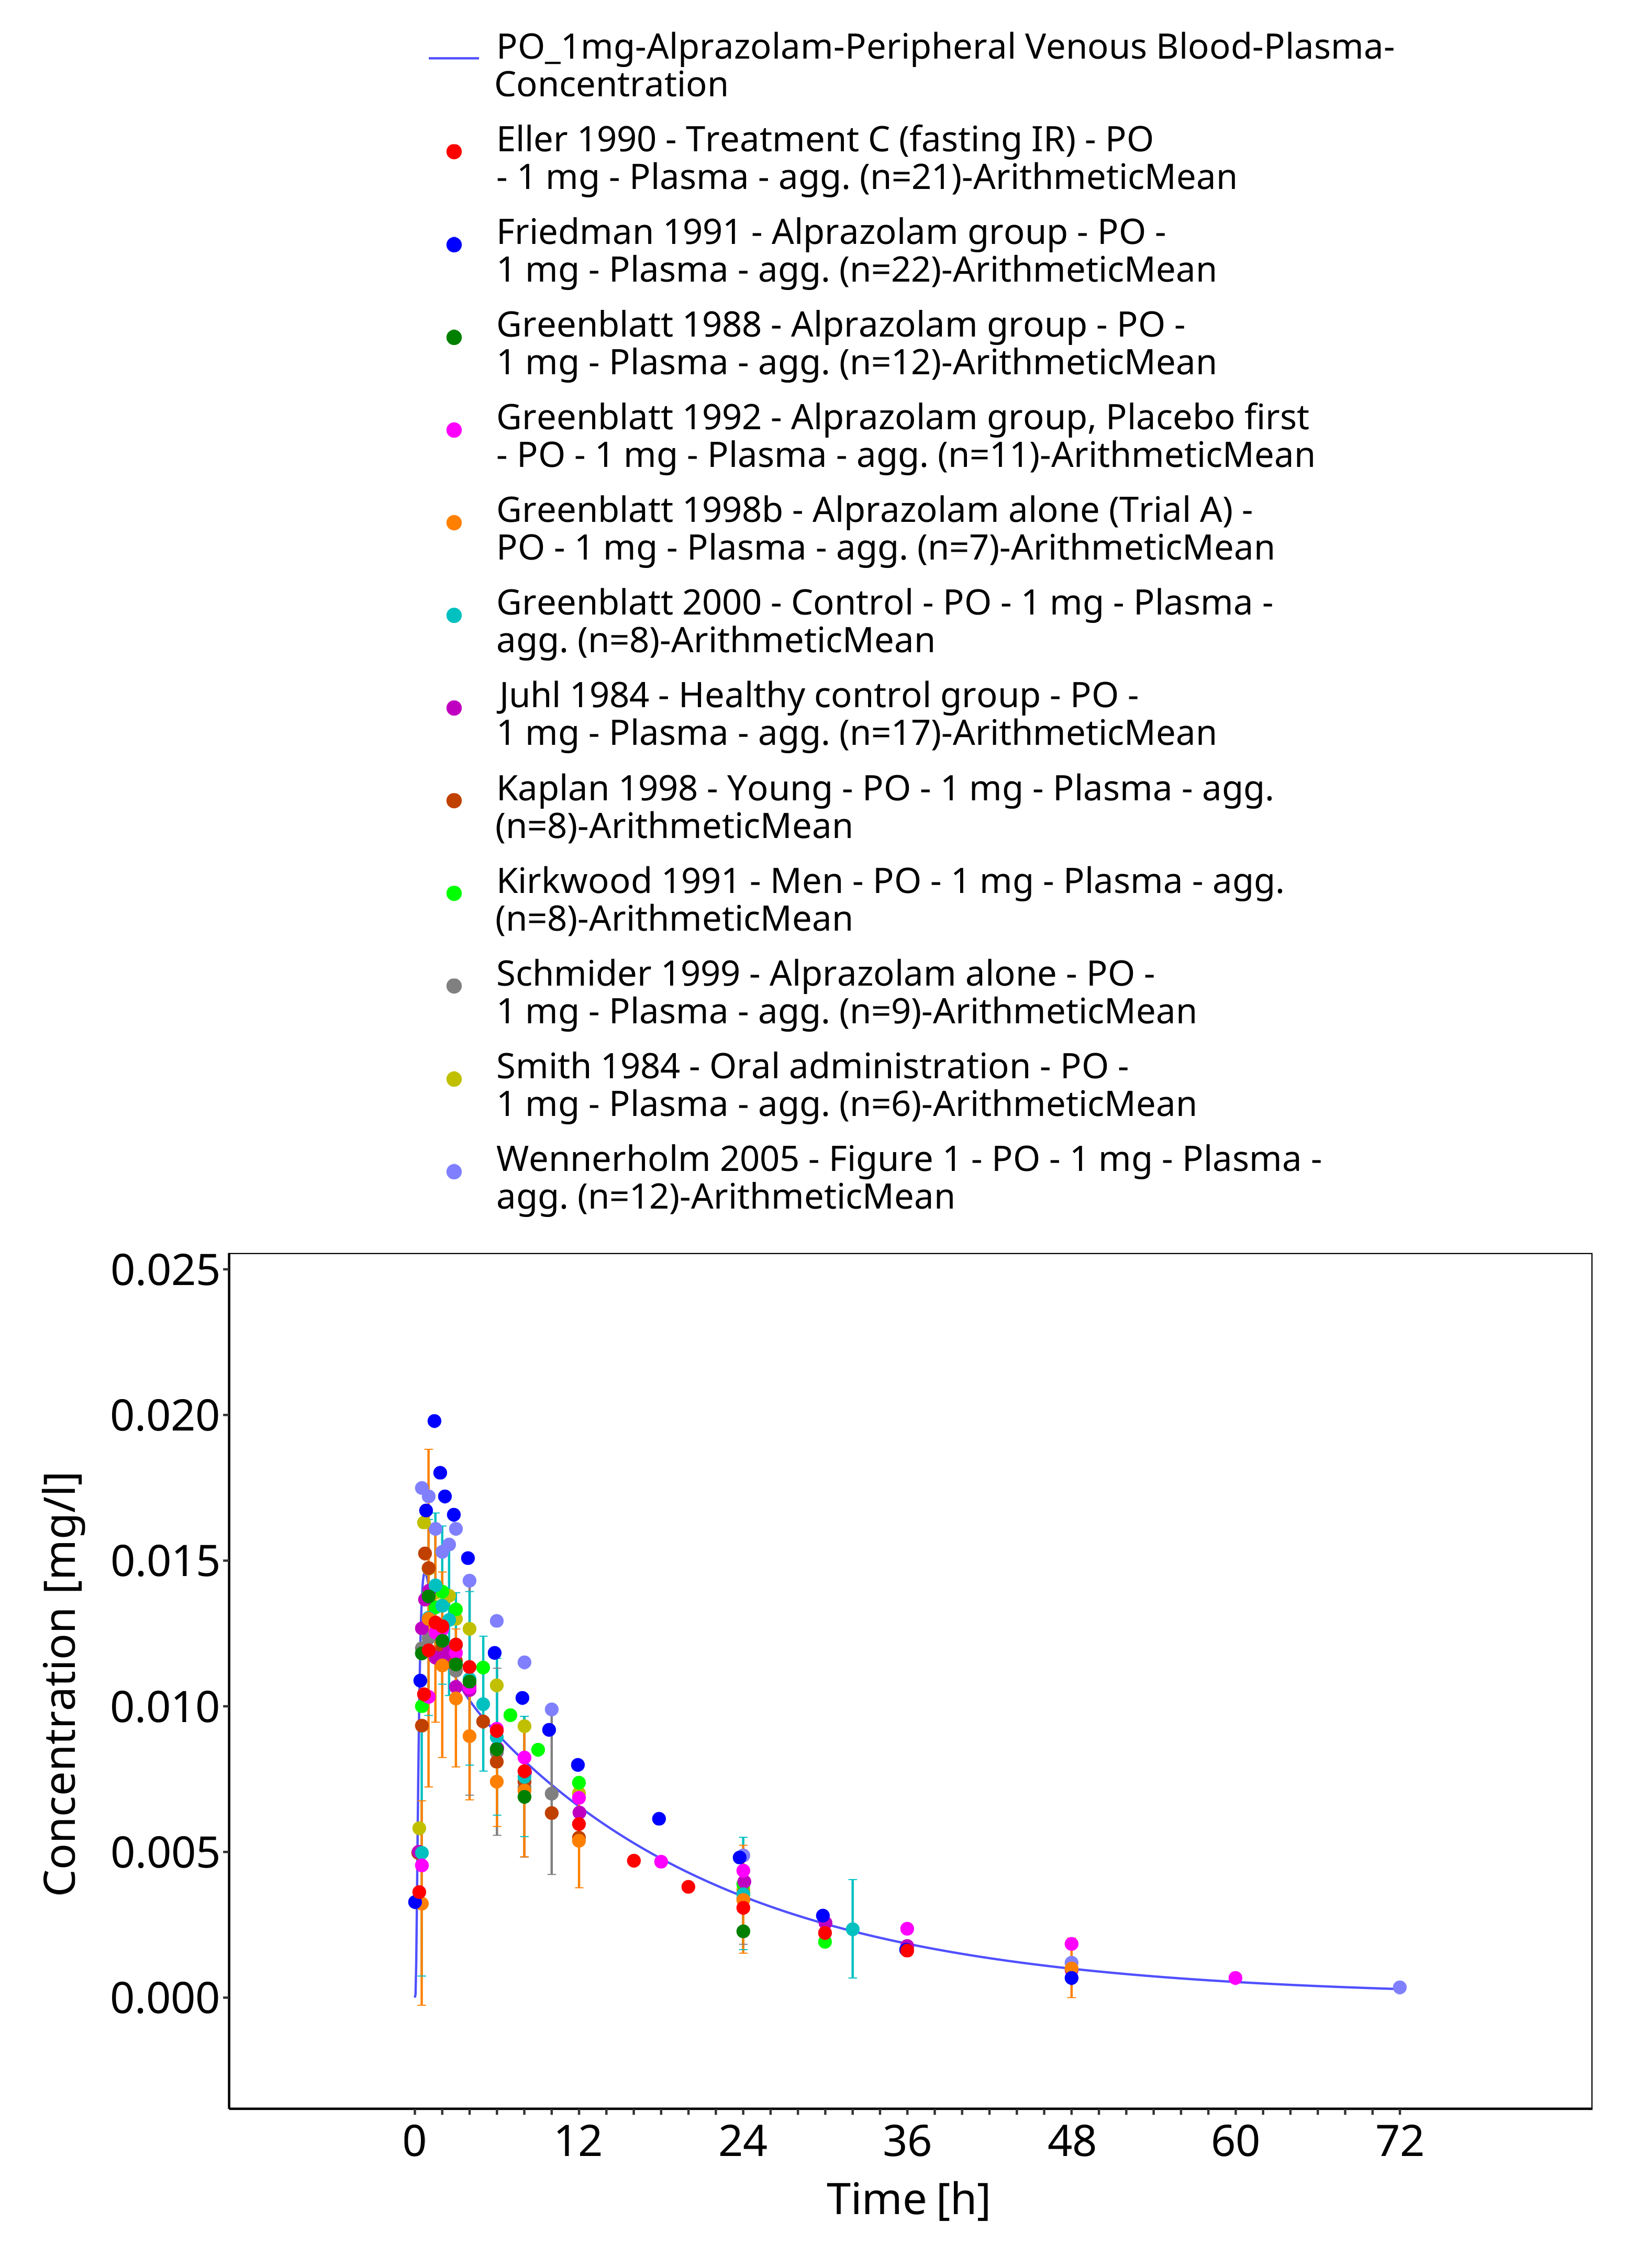 PO_1mg-Alprazolam-Peripheral Venous Blood-Plasma-
Concentration
Eller 1990 - Treatment C (fasting IR) - PO
- 1 mg - Plasma - agg. (n=21)-ArithmeticMean
Friedman 1991 - Alprazolam group - PO -
1 mg - Plasma - agg. (n=22)-ArithmeticMean
Greenblatt 1988 - Alprazolam group - PO -
1 mg - Plasma - agg. (n=12)-ArithmeticMean
Greenblatt 1992 - Alprazolam group, Placebo first
- PO - 1 mg - Plasma - agg. (n=11)-ArithmeticMean
Greenblatt 1998b - Alprazolam alone (Trial A) -
PO - 1 mg - Plasma - agg. (n=7)-ArithmeticMean
Greenblatt 2000 - Control - PO - 1 mg - Plasma -
agg. (n=8)-ArithmeticMean
Juhl 1984 - Healthy control group - PO -
1 mg - Plasma - agg. (n=17)-ArithmeticMean
Kaplan 1998 - Young - PO - 1 mg - Plasma - agg.
(n=8)-ArithmeticMean
Kirkwood 1991 - Men - PO - 1 mg - Plasma - agg.
(n=8)-ArithmeticMean
Schmider 1999 - Alprazolam alone - PO -
1 mg - Plasma - agg. (n=9)-ArithmeticMean
Smith 1984 - Oral administration - PO -
1 mg - Plasma - agg. (n=6)-ArithmeticMean
Wennerholm 2005 - Figure 1 - PO - 1 mg - Plasma -
agg. (n=12)-ArithmeticMean
0.025
0.020
0.015
0.010
0.005
0.000
Concentration [mg/l]
0 12 24 36 48 60 72
Time [h]